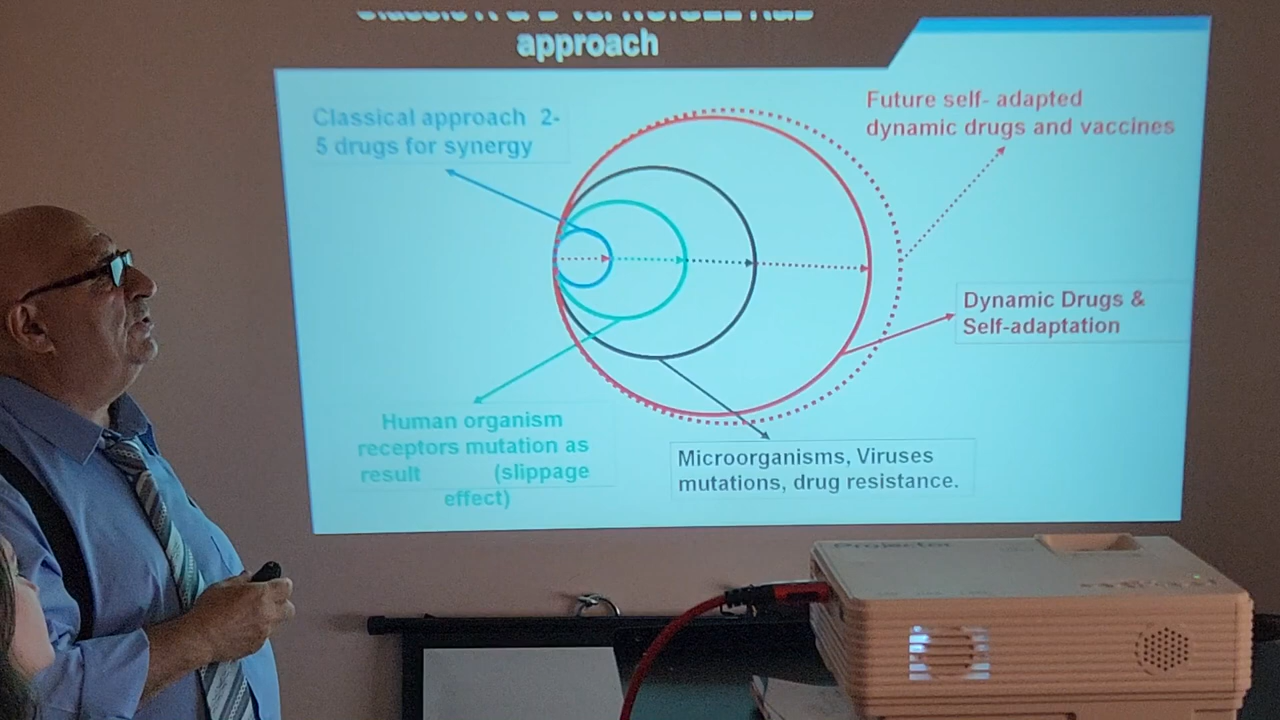 approach
Classical approach 2-
5 drugs for synergy
Future self- adapted
dynamic drugs and vaccines
Dynamic Drugs &
Self-adaptation
Human organism
receptors mutation as
result (slippage
effect)
Microorganisms, Viruses
mutations, drug resistance.
Projector